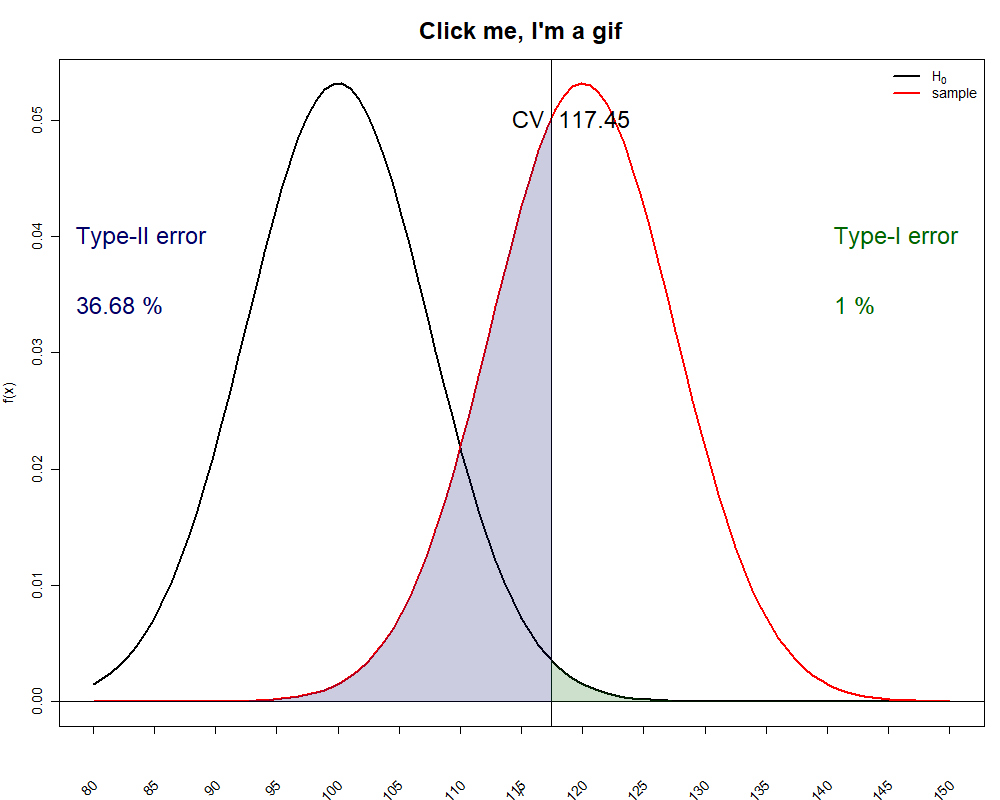 Click me, I'm a gif
H0
sample
CV 117.45
Type-II error
Type-I error
36.68 %
1 %
f(x)
0.05
0.04
0.03
0.02
0.01
0.00
80 85 90 95 100 105 110 115 120 125 130 135 140 145 150